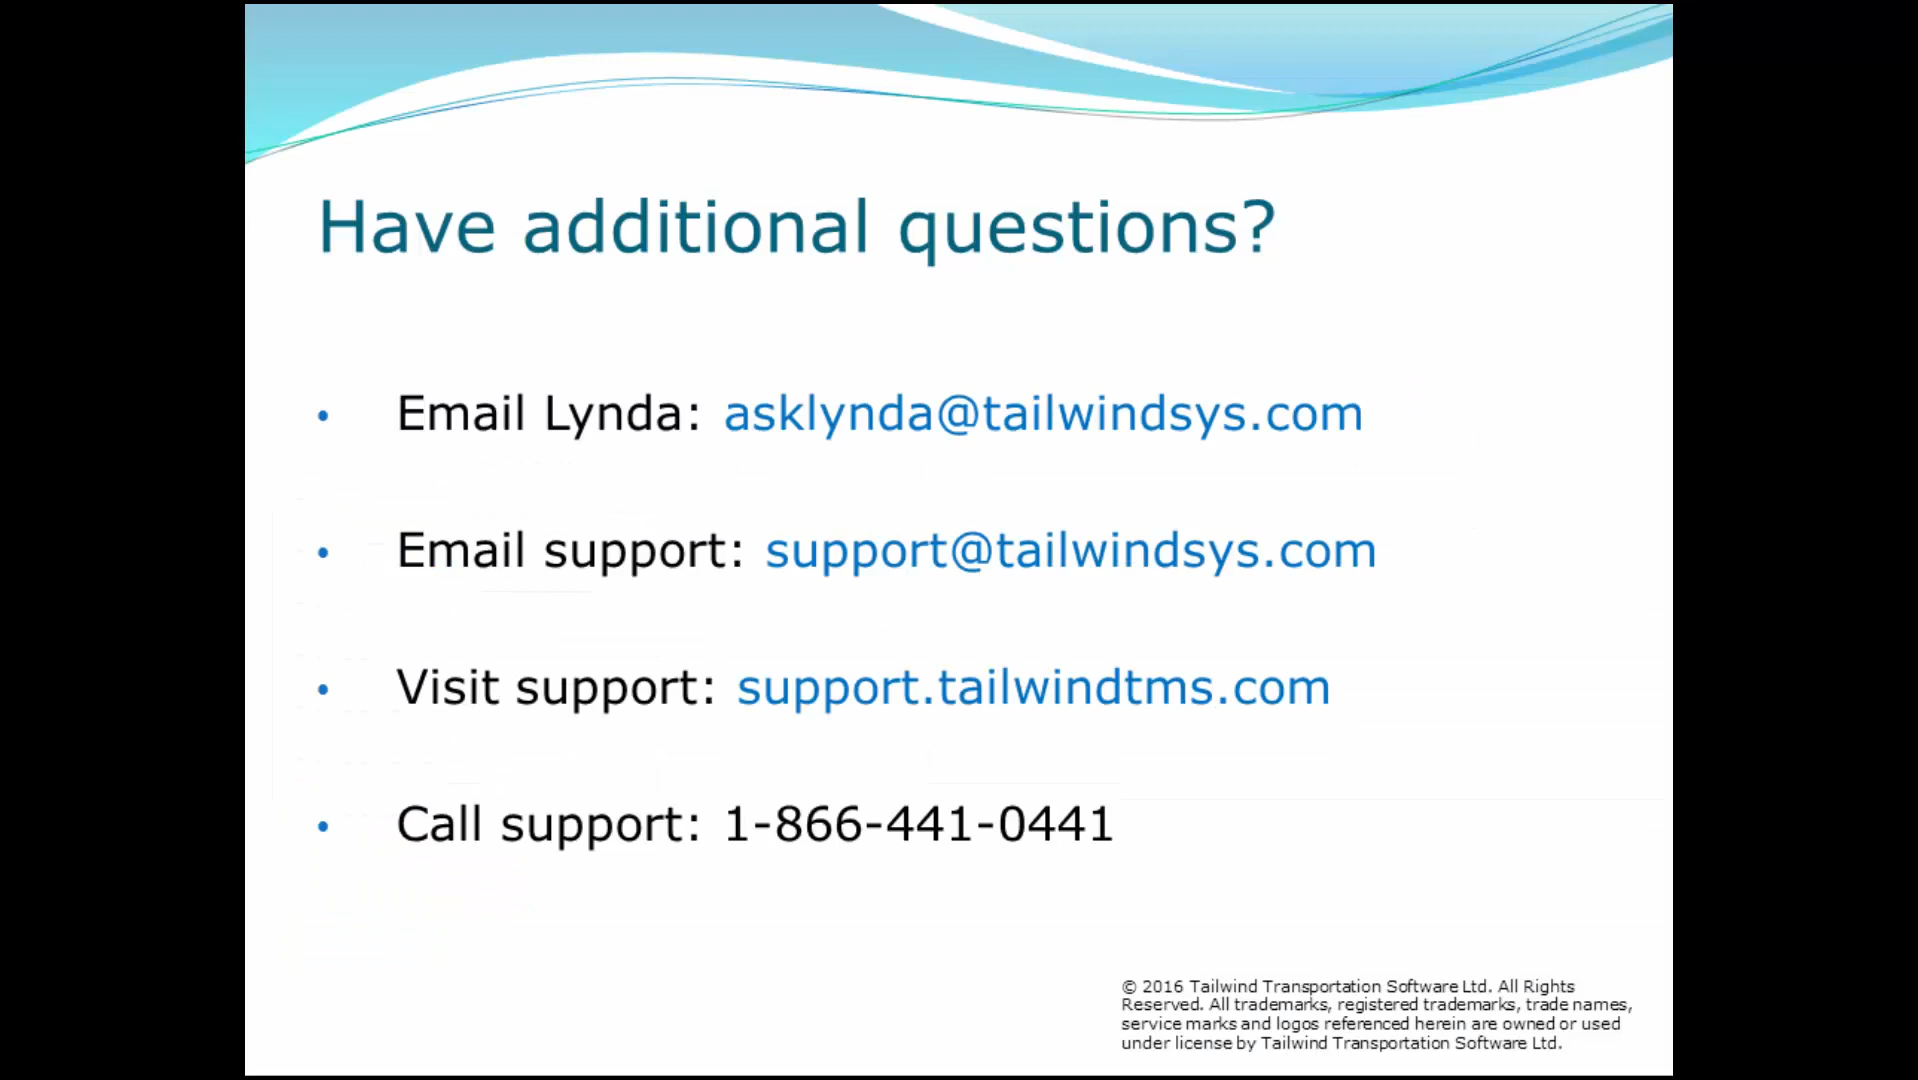 Have additional questions?
• Email Lynda: asklynda@tailwindsys.com
• Email support: support@tailwindsys.com
• Visit support: support.tailwindtms.com
• Call support: 1-866-441-0441
© 2016 Tailwind Transportation Software Ltd. All Rights
Reserved. All trademarks, registered trademarks, trade names,
service marks and logos referenced herein are owned or used
under license by Tailwind Transportation Software Ltd.